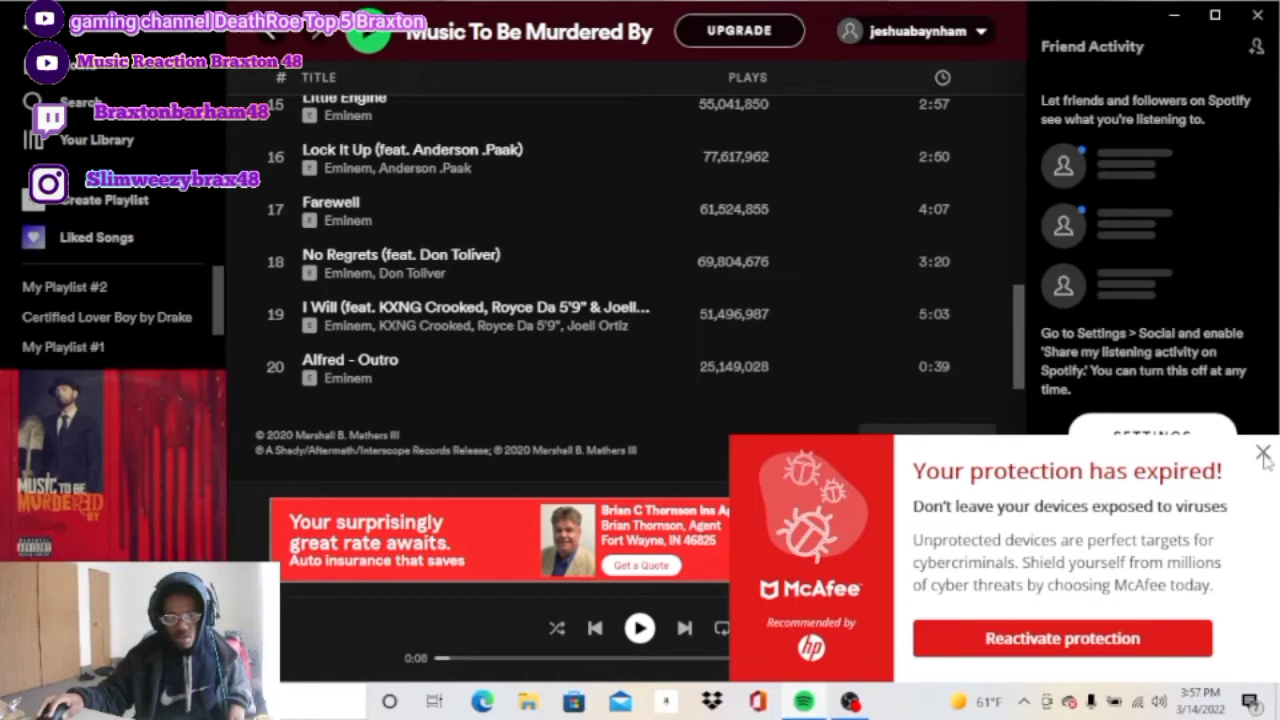 gaming channel DeathRoe Top 5 Braxton
Music Reaction Braxton 48
Braxtonbarham48
Slimweezybrax48
Search
Your Library
Create Playlist
Liked Songs
My Playlist #2
Certified Lover Boy by Drake
My Playlist #1
MUSIC TO BE
MURDERED
BY
Music To Be Murdered By
UPGRADE
jeshuabaynham
# TITLE PLAYS
15 Little Engine 55,041,850 2:57
E Eminem
16 Lock It Up (feat. Anderson .Paak) 77,617,962 2:50
E Eminem, Anderson .Paak
17 Farewell 61,524,855 4:07
E Eminem
18 No Regrets (feat. Don Toliver) 69,804,676 3:20
E Eminem, Don Toliver
19 I Will (feat. KXNG Crooked, Royce Da 5'9" & Joell... 51,496,987 5:03
E Eminem, KXNG Crooked, Royce Da 5'9", Joell Ortiz
20 Alfred - Outro 25,149,028 0:39
E Eminem
© 2020 Marshall B. Mathers III
℗ A Shady/Aftermath/Interscope Records Release; ℗ 2020 Marshall B. Mathers III
Friend Activity
Let friends and followers on Spotify
see what you're listening to.
Go to Settings > Social and enable
'Share my listening activity on
Spotify.' You can turn this off at any
time.
SETTINGS
Your surprisingly
great rate awaits.
Auto insurance that saves
Brian C Thornson Ins Ag
Brian Thornson, Agent
Fort Wayne, IN 46825
Get a Quote
0:08
McAfee
Recommended by
hp
Your protection has expired!
Don't leave your devices exposed to viruses
Unprotected devices are perfect targets for
cybercriminals. Shield yourself from millions
of cyber threats by choosing McAfee today.
Reactivate protection
61°F
3:57 PM
3/14/2022